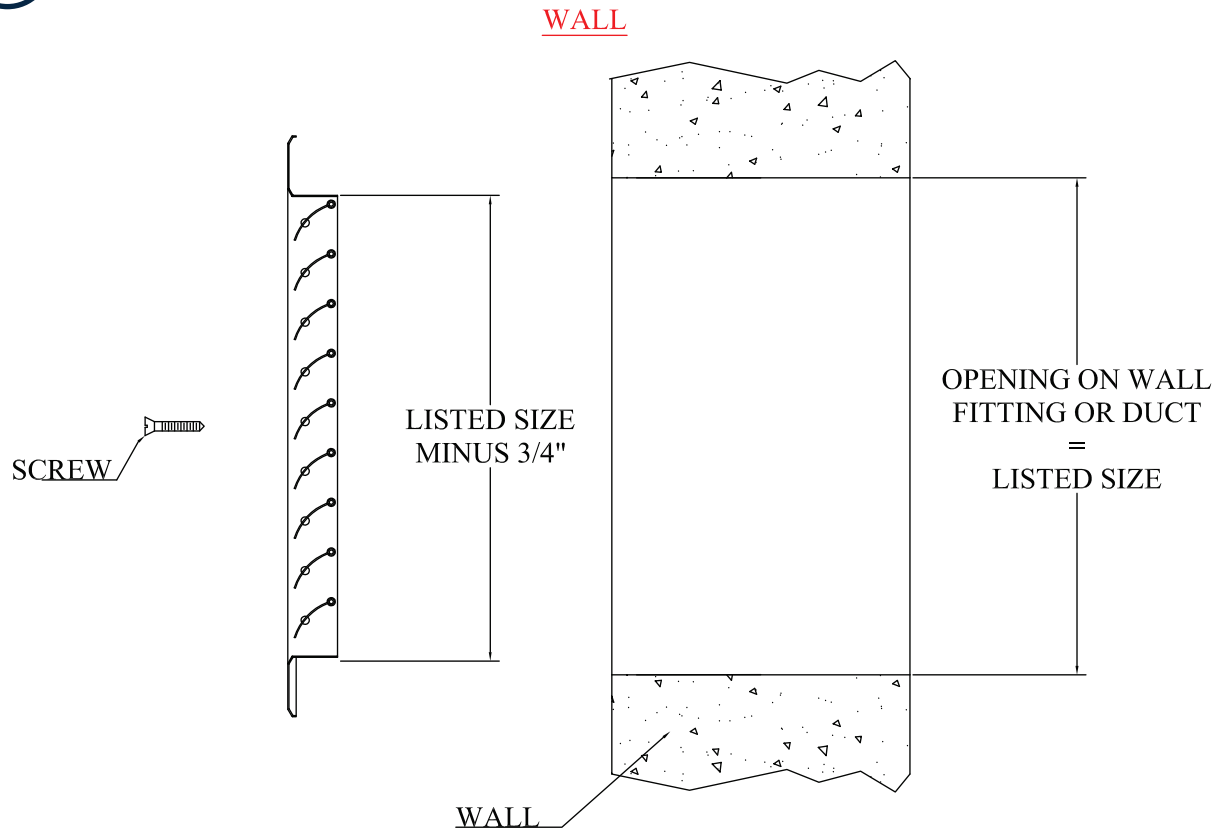 WALL
LISTED SIZE
MINUS 3/4"
OPENING ON WALL
FITTING OR DUCT
=
LISTED SIZE
SCREW
WALL